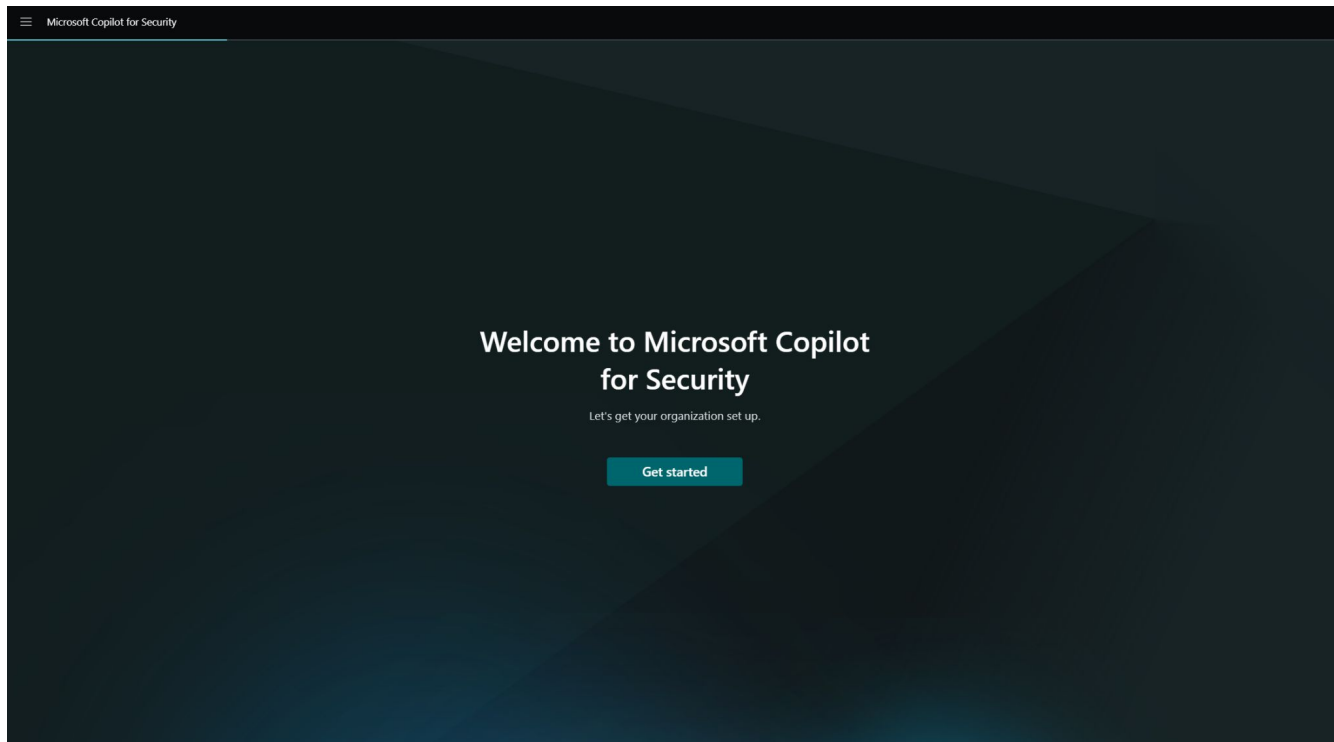 Microsoft Copilot for Security
Welcome to Microsoft Copilot
for Security
Let's get your organization set up.
Get started